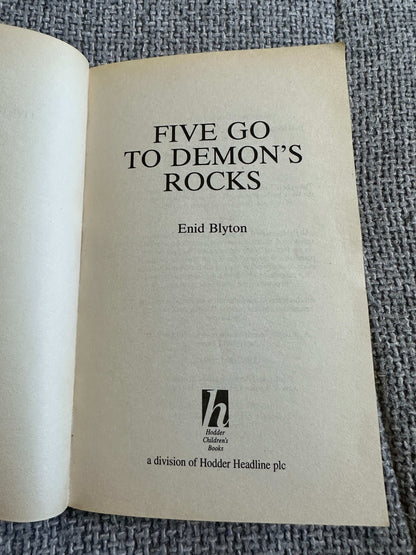 FIVE GO
TO DEMON'S
ROCKS
Enid Blyton
h
Hodder
Children's
Books
a division of Hodder Headline plc